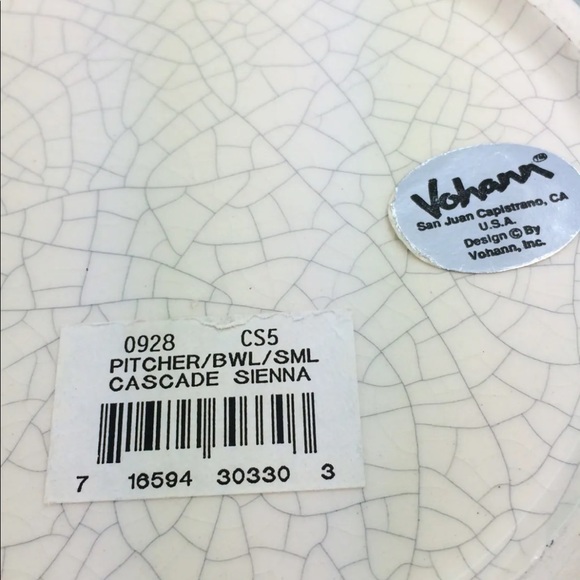 Vohann™
San Juan Capistrano, CA
U.S.A.
Design © By
Vohann, Inc.
0928 CS5
PITCHER/BWL/SML
CASCADE SIENNA
7 16594 30330 3